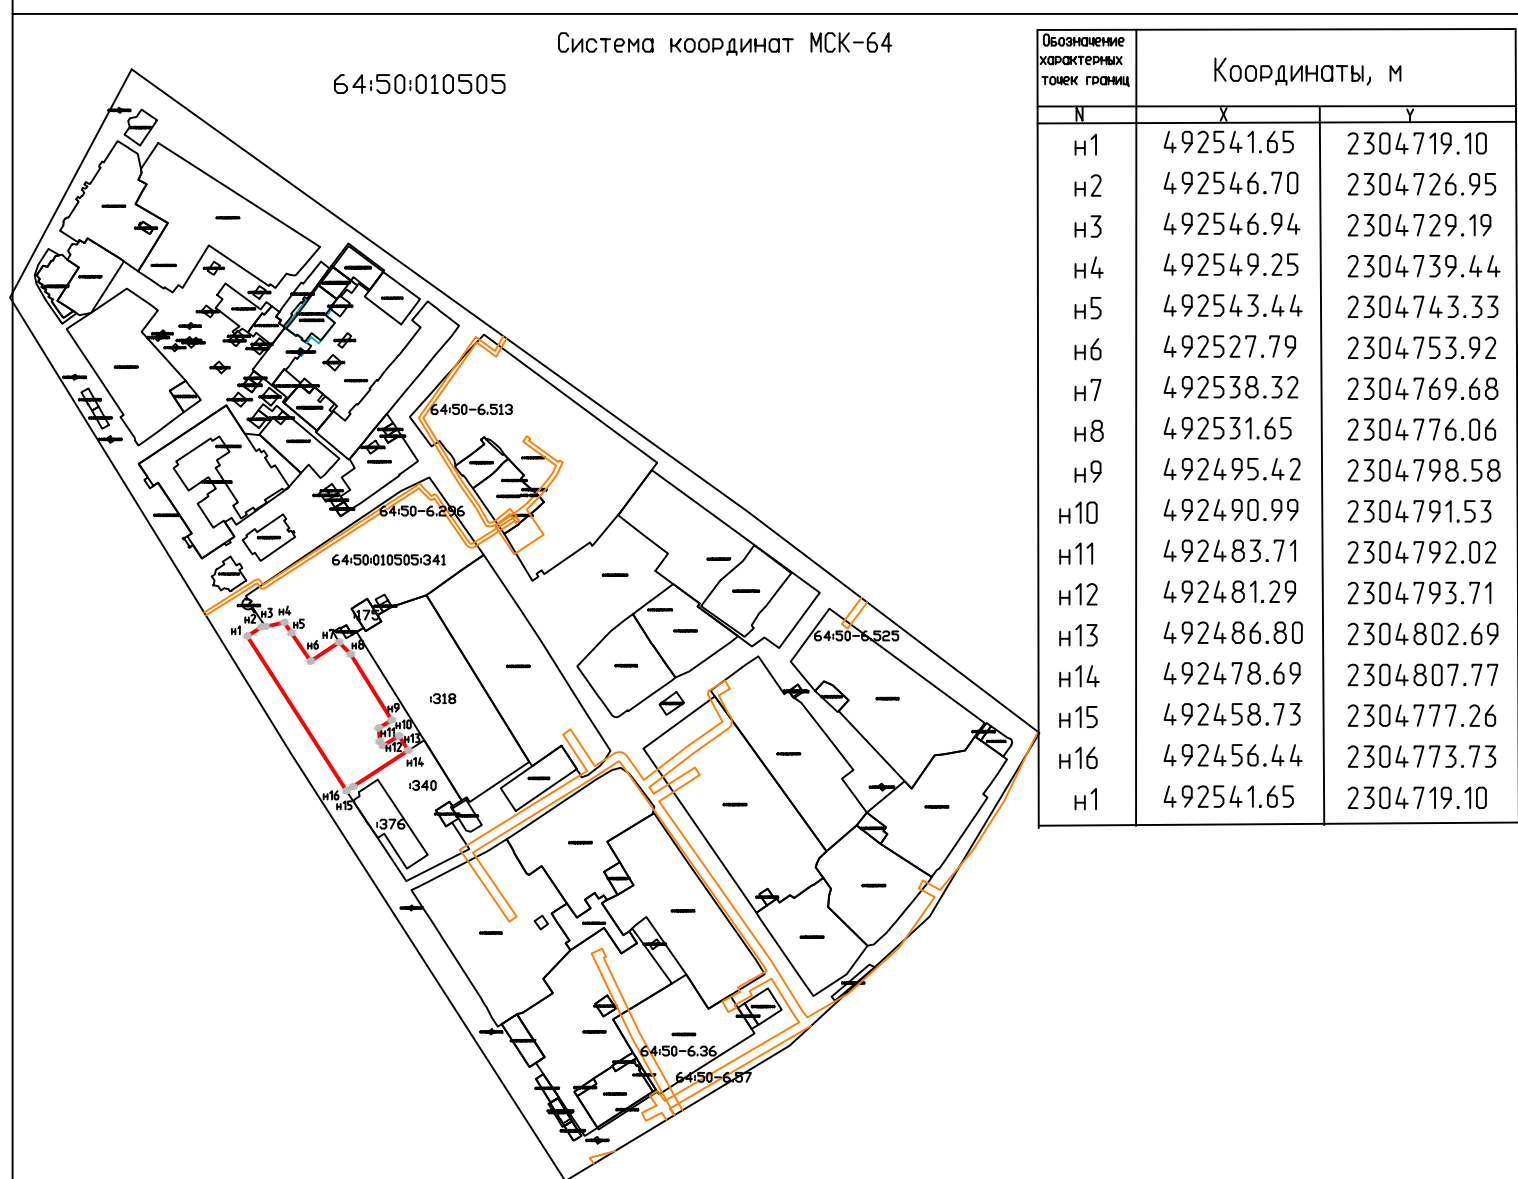 Система координат МСК-64
64:50:010505
Обозначение
характерных
точек границ
Координаты, м
N X Y
н1 492541.65 2304719.10
н2 492546.70 2304726.95
н3 492546.94 2304729.19
н4 492549.25 2304739.44
н5 492543.44 2304743.33
н6 492527.79 2304753.92
н7 492538.32 2304769.68
н8 492531.65 2304776.06
н9 492495.42 2304798.58
н10 492490.99 2304791.53
н11 492483.71 2304792.02
н12 492481.29 2304793.71
н13 492486.80 2304802.69
н14 492478.69 2304807.77
н15 492458.73 2304777.26
н16 492456.44 2304773.73
н1 492541.65 2304719.10
64:50-6.513
64:50-6.296
64:50:010505:341
:175
64:50-6.525
н1
н2
н3
н4
н5
н6
н7
н8
:318
н9
н10
н11
н12
н13
н14
:340
н16
н15
:376
64:50-6.36
64:50-6.57